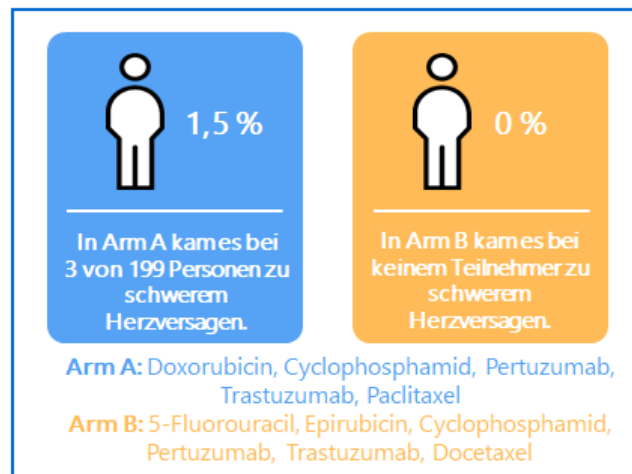 1,5 %
In Arm A kam es bei
3 von 199 Personen zu
schwerem
Herzversagen.
0 %
In Arm B kam es bei
keinem Teilnehmer zu
schwerem
Herzversagen.
Arm A: Doxorubicin, Cyclophosphamid, Pertuzumab,
Trastuzumab, Paclitaxel
Arm B: 5-Fluorouracil, Epirubicin, Cyclophosphamid,
Pertuzumab, Trastuzumab, Docetaxel